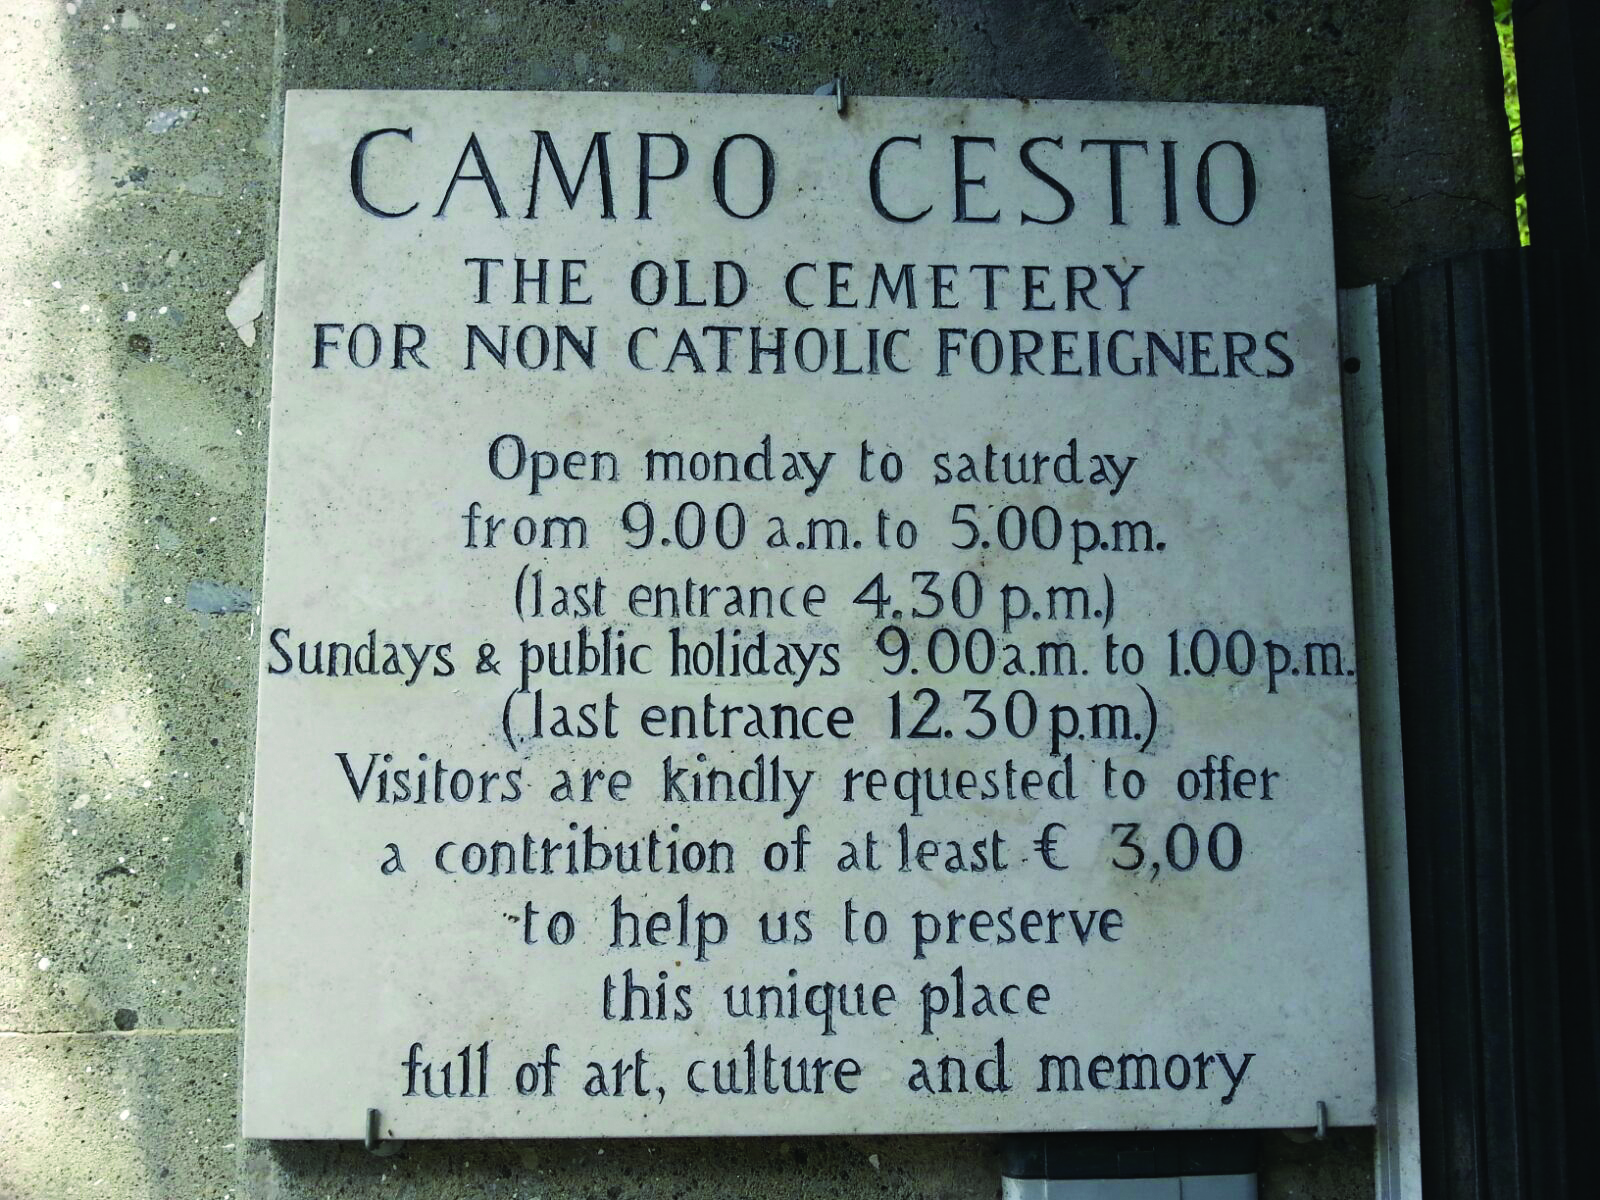 CAMPO CESTIO
THE OLD CEMETERY
FOR NON CATHOLIC FOREIGNERS
Open monday to saturday
from 9.00 a.m. to 5.00 p.m.
(last entrance 4.30 p.m.)
Sundays & public holidays 9.00 a.m. to 1.00 p.m.
(last entrance 12.30 p.m.)
Visitors are kindly requested to offer
a contribution of at least € 3,00
to help us to preserve
this unique place
full of art, culture and memory